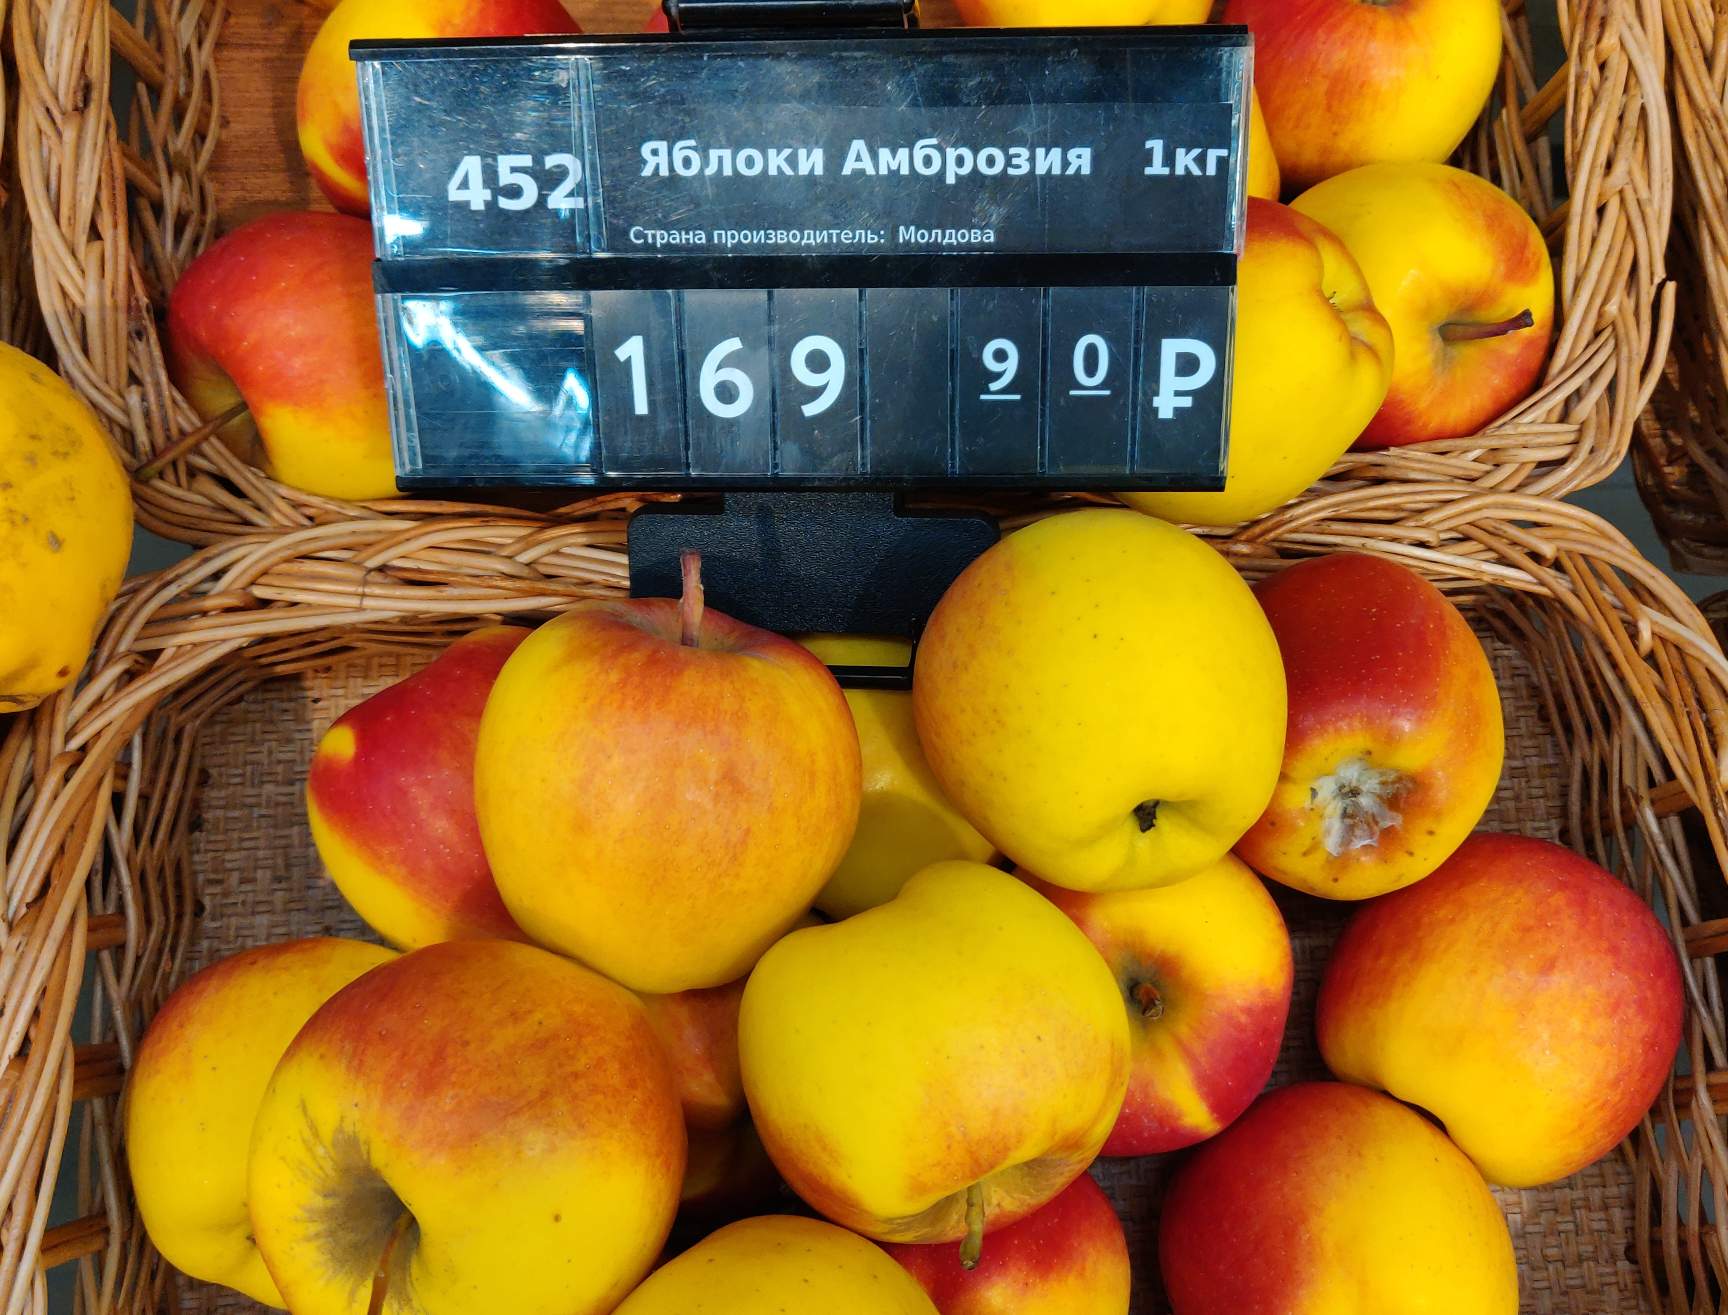 452
Яблоки Амброзия 1кг
Страна производитель: Молдова
169 90 ₽